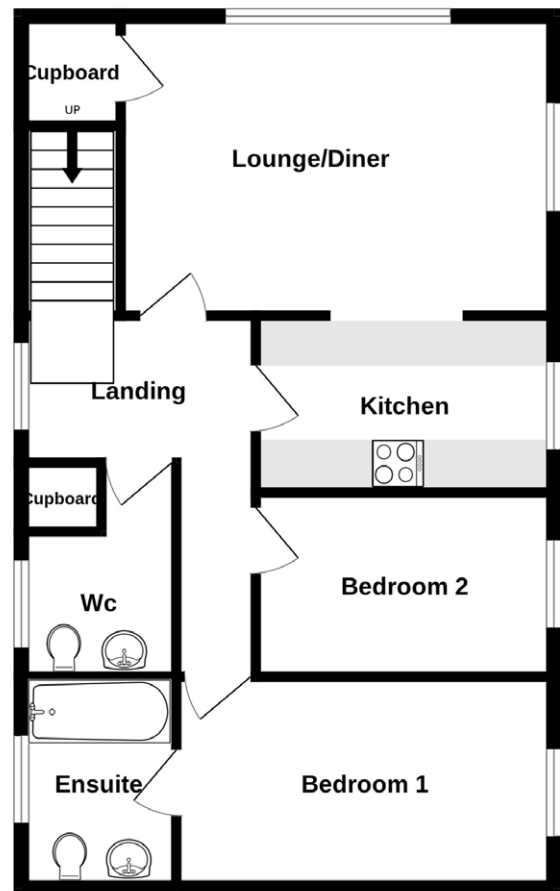 Cupboard
UP
Lounge/Diner
Landing
Kitchen
Cupboard
Wc
Bedroom 2
Ensuite
Bedroom 1